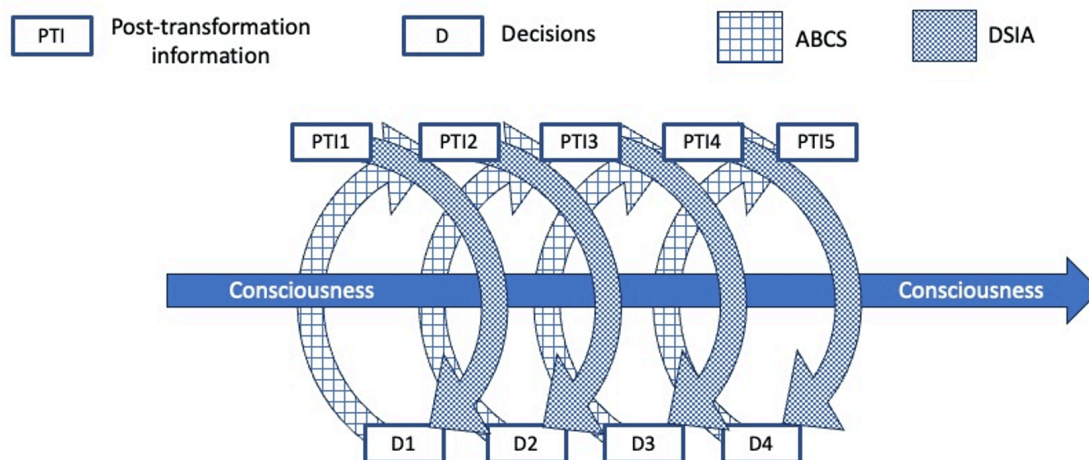 PTI
Post-transformation
information
D
Decisions
ABCS
DSIA
PTI1
PTI2
PTI3
PTI4
PTI5
Consciousness
Consciousness
D1
D2
D3
D4